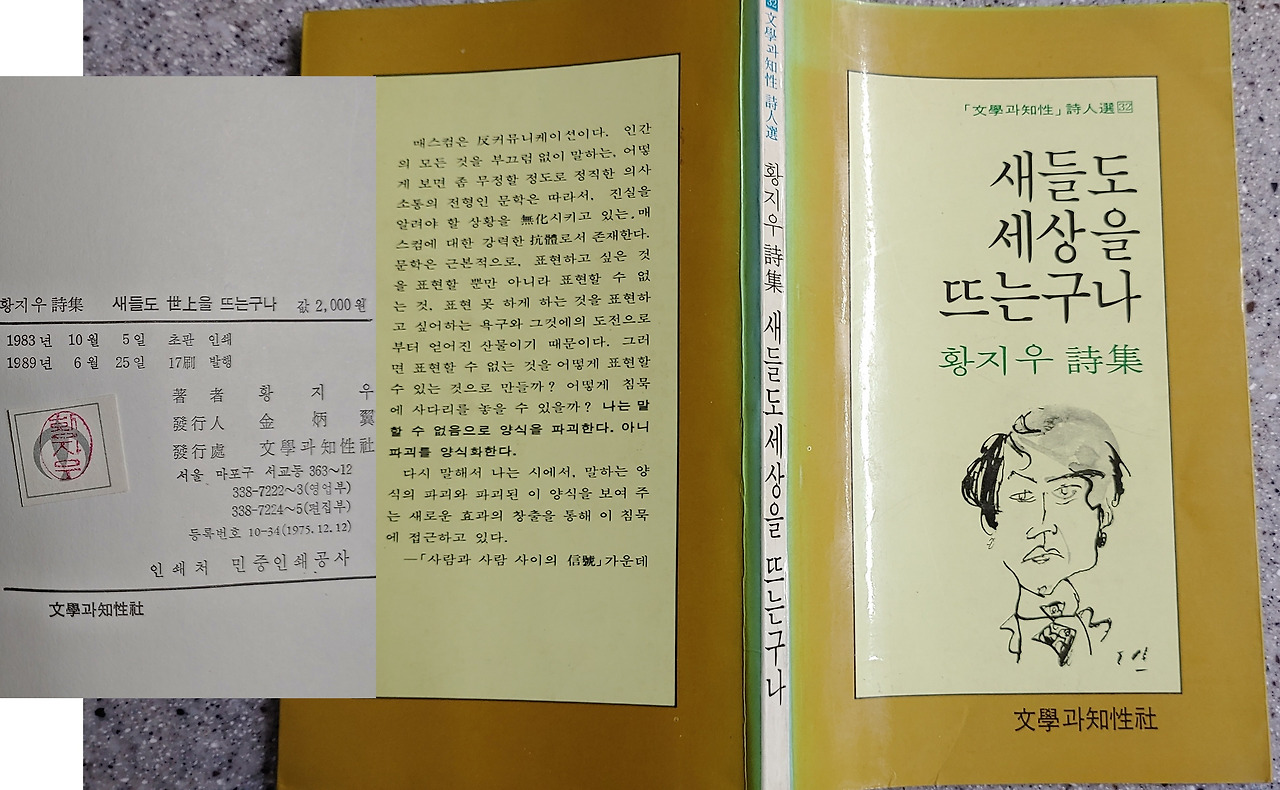 황지우 詩集 새들도 世上을 뜨는구나 값 2,000원
1983년 10월 5일 초판 인쇄
1989년 6월 25일 17刷 발행
著者 황지우
發行人 金炳翼
發行處 文學과知性社
서울 마포구 서교동 363~12
338-7222~3(영업부)
338-7224~5(편집부)
등록번호 10-34(1975.12.12)
인쇄처 민중인쇄공사
文學과知性社
매스컴은 反커뮤니케이션이다. 인간
의 모든 것을 부끄럼 없이 말하는, 어떻
게 보면 좀 무정할 정도로 정직한 의사
소통의 전형인 문학은 따라서, 진실을
알려야 할 상황을 無化시키고 있는, 매
스컴에 대한 강력한 抗體로서 존재한다.
문학은 근본적으로, 표현하고 싶은 것
을 표현할 뿐만 아니라 표현할 수 없
는 것, 표현 못 하게 하는 것을 표현하
고 싶어하는 욕구와 그것에의 도전으로
부터 얻어진 산물이기 때문이다. 그러
면 표현할 수 없는 것을 어떻게 표현할
수 있는 것으로 만들까? 어떻게 침묵
에 사다리를 놓을 수 있을까? 나는 말
할 수 없음으로 양식을 파괴한다. 아니
파괴를 양식화한다.
다시 말해서 나는 시에서, 말하는 양
식의 파괴와 파괴된 이 양식을 보여 주
는 새로운 효과의 창출을 통해 이 침묵
에 접근하고 있다.
—「사람과 사람 사이의 信號」가운데
32 文學과知性 詩人選 황지우 詩集 새들도 세상을 뜨는구나
「文學과知性」詩人選 32
새들도
세상을
뜨는구나
황지우 詩集
文學과知性社